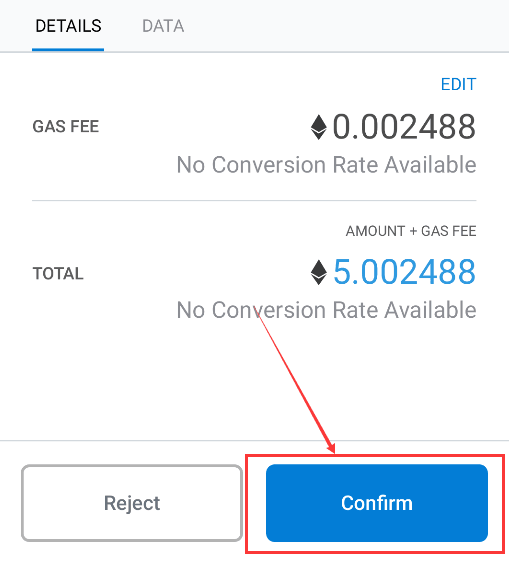 DETAILS DATA
EDIT
GAS FEE 0.002488
No Conversion Rate Available
AMOUNT + GAS FEE
TOTAL 5.002488
No Conversion Rate Available
Reject Confirm